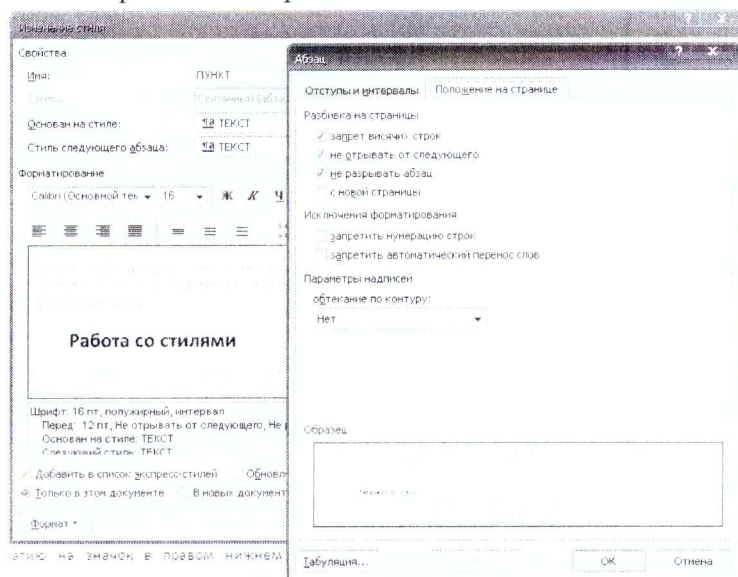 Изменение стиля
Свойства
Имя: ПУНКТ
Стиль: Связанный (абза
Основан на стиле: ¶a ТЕКСТ
Стиль следующего абзаца: ¶a ТЕКСТ
Форматирование
Calibri (Основной тек 16 Ж К Ч
Работа со стилями
Шрифт: 16 пт, полужирный, интервал
Перед: 12 пт, Не отрывать от следующего, Не
Основан на стиле: ТЕКСТ
Следующий стиль: ТЕКСТ
Добавить в список экспресс-стилей Обновл
Только в этом документе В новых документ
Формат
Абзац
? X
Отступы и интервалы Положение на странице
Разбивка на страницы
запрет висячих строк
не отрывать от следующего
не разрывать абзац
с новой страницы
Исключения форматирования
запретить нумерацию строк
запретить автоматический перенос слов
Параметры надписей
обтекание по контуру:
Нет
Образец
Табуляция... ОК Отмена
атию на значок в правом нижнем